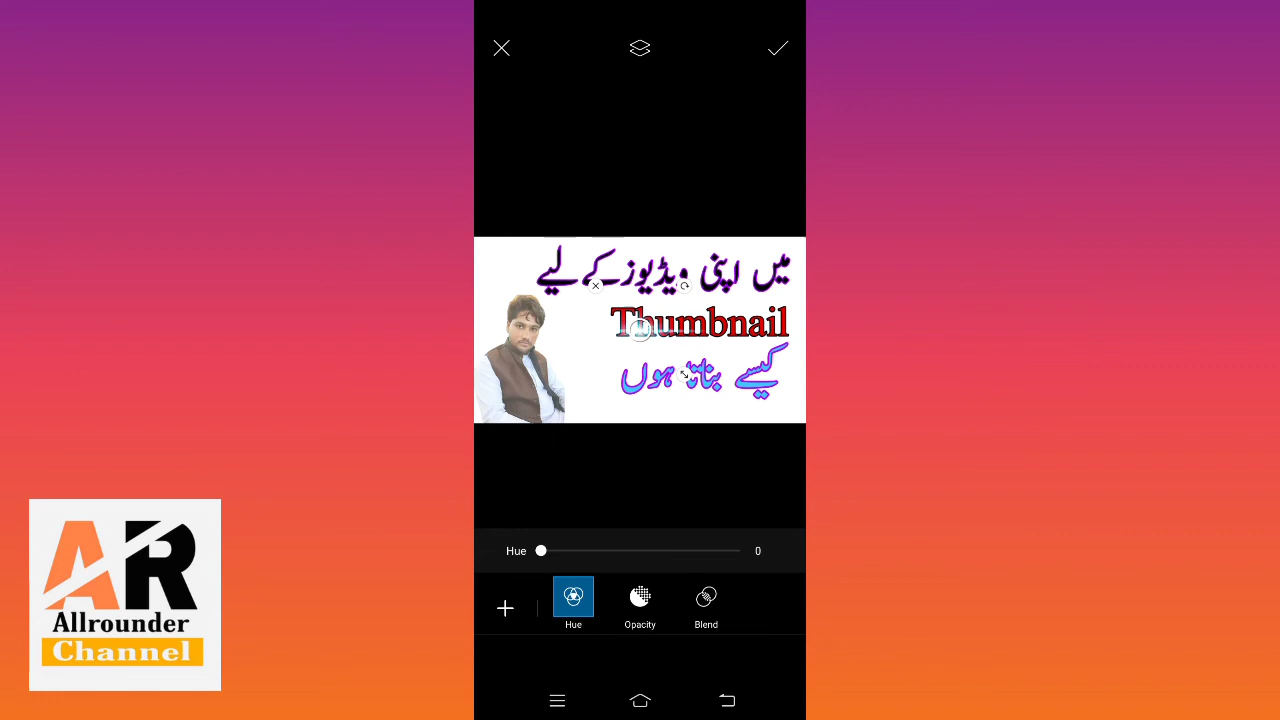 میں اپنی ویڈیوز کے لیے
Thumbnail
کیسے بناتا ہوں
Hue 0
Hue Opacity Blend
AR
Allrounder
Channel